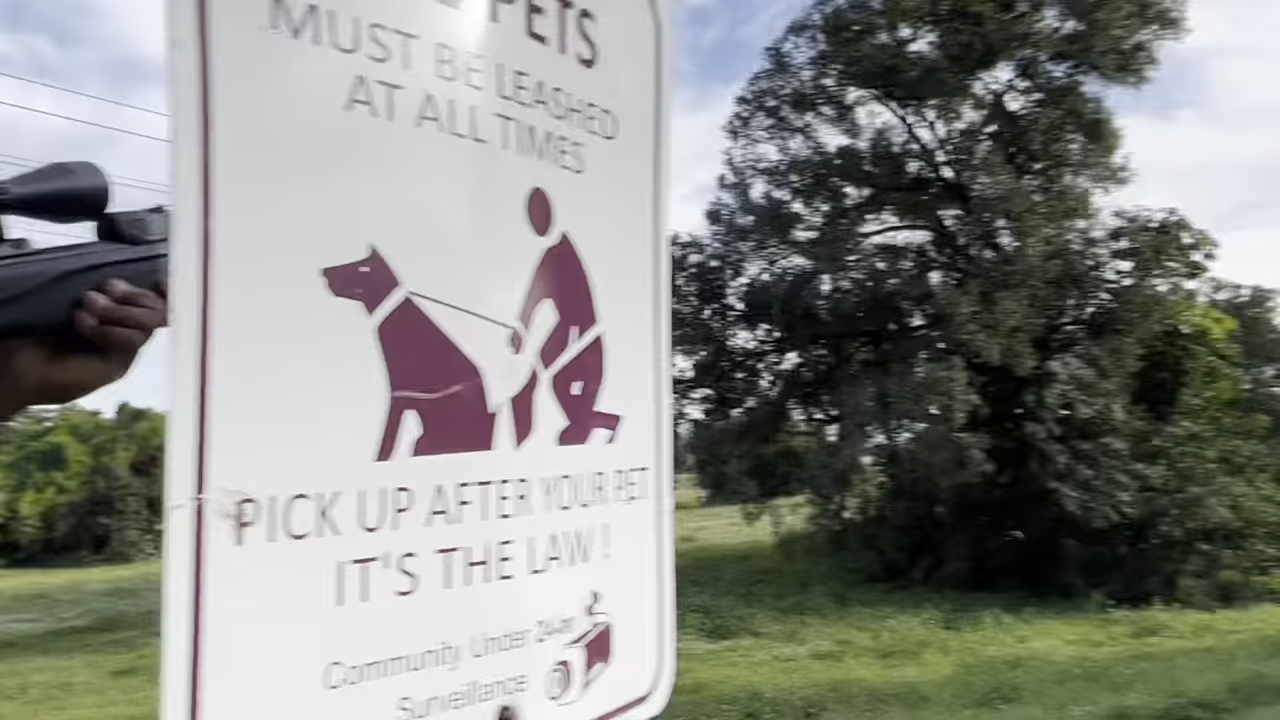 PETS
MUST BE LEASHED
AT ALL TIMES
PICK UP AFTER YOUR PET
IT'S THE LAW!
Community Under 24-hr
Surveillance